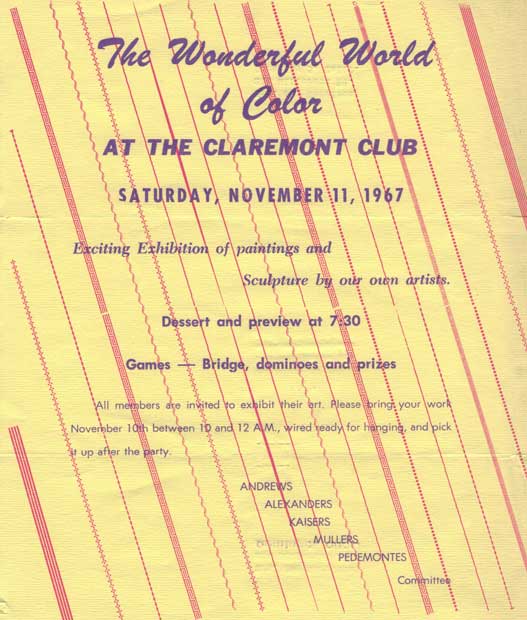 The Wonderful World
of Color
AT THE CLAREMONT CLUB
SATURDAY, NOVEMBER 11, 1967
Exciting Exhibition of paintings and
Sculpture by our own artists.
Dessert and preview at 7:30
Games — Bridge, dominoes and prizes
All members are invited to exhibit their art. Please bring your work
November 10th between 10 and 12 A.M., wired ready for hanging, and pick
it up after the party.
ANDREWS
ALEXANDERS
KAISERS
MULLERS
PEDEMONTES
Committee